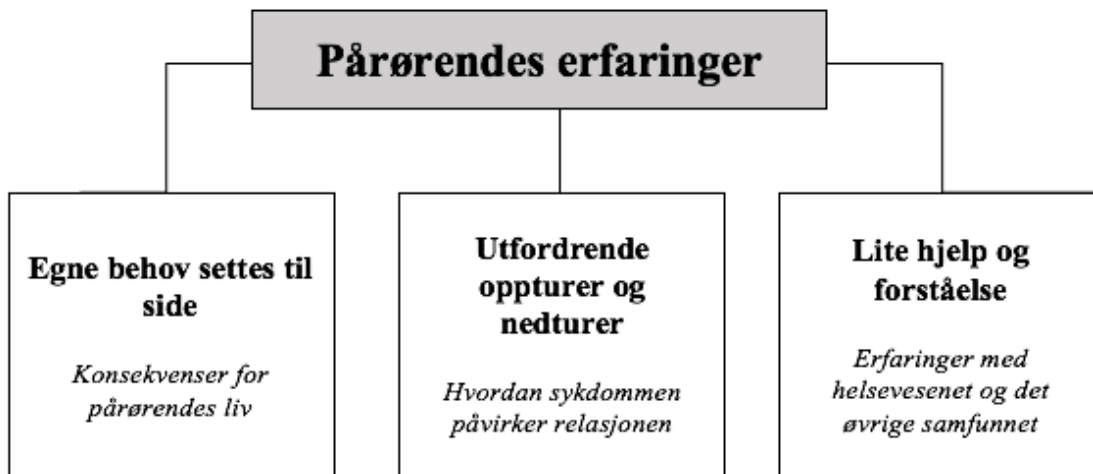 Pårørendes erfaringer
Egne behov settes til
side
Konsekvenser for
pårørendes liv
Utfordrende
oppturer og
nedturer
Hvordan sykdommen
påvirker relasjonen
Lite hjelp og
forståelse
Erfaringer med
helsevesenet og det
øvrige samfunnet